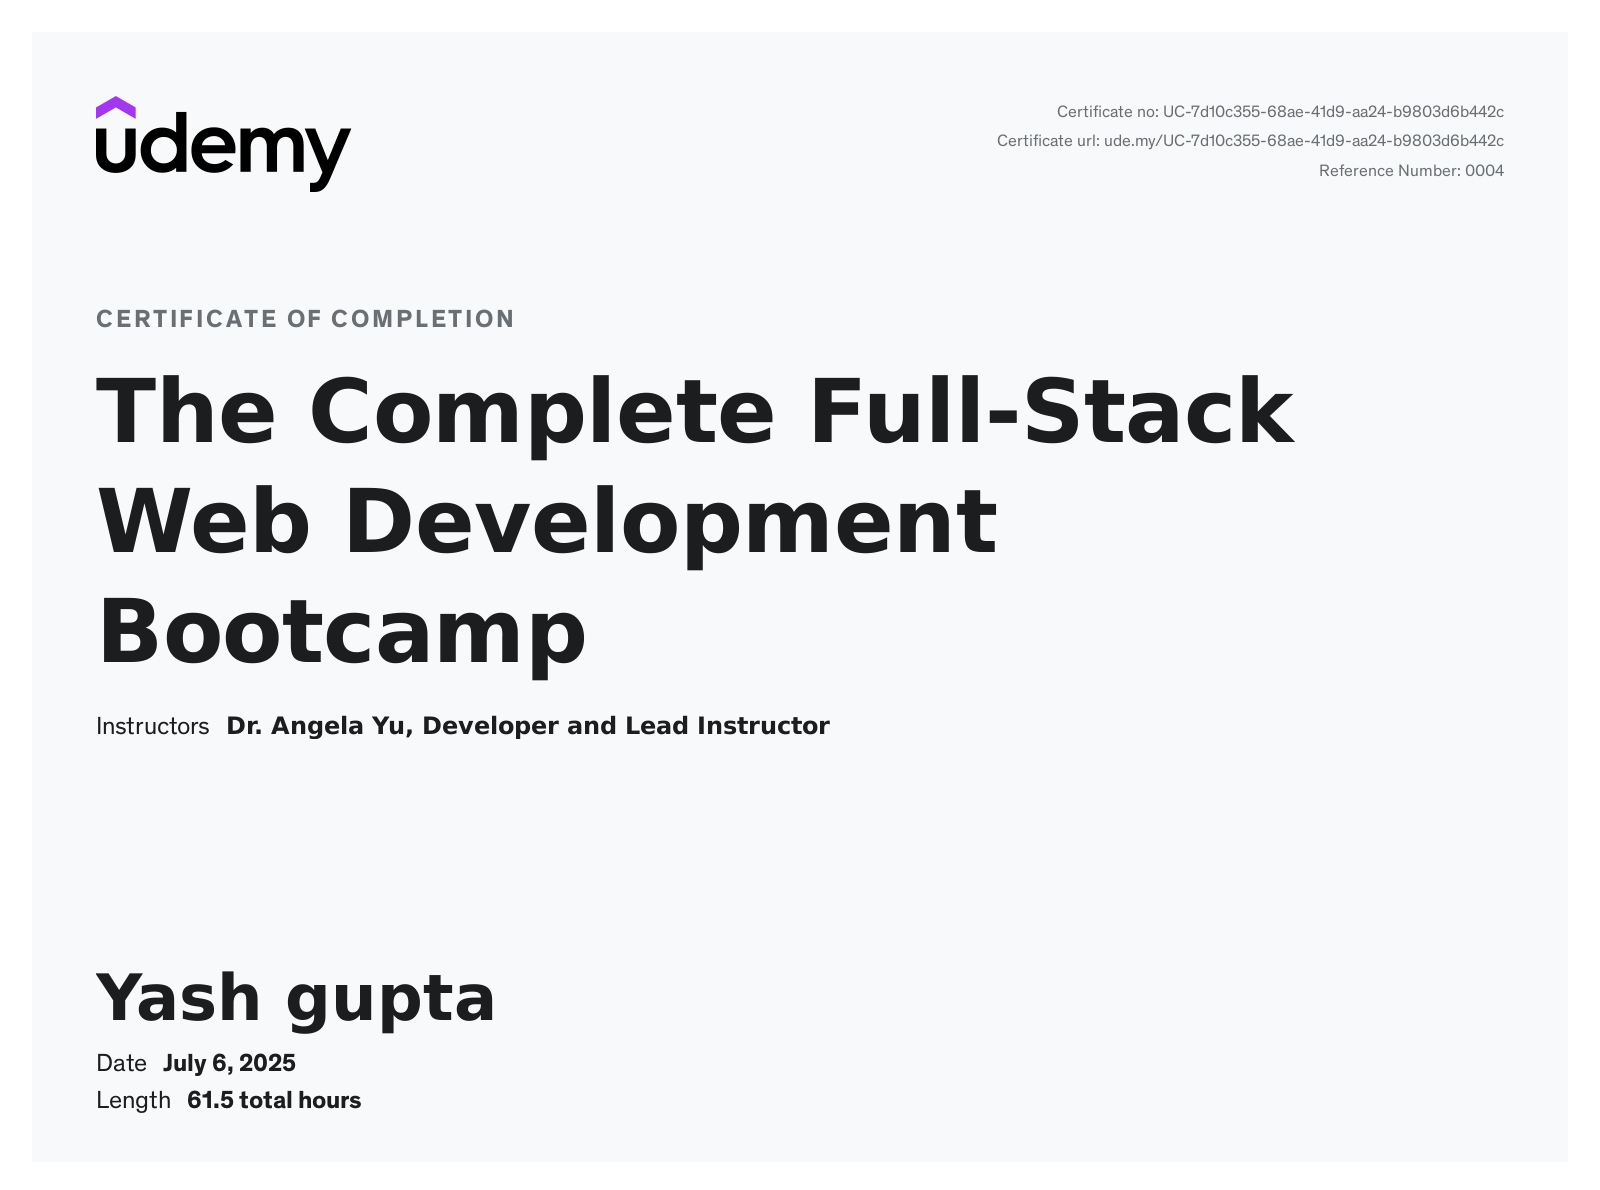 udemy
Certificate no: UC-7d10c355-68ae-41d9-aa24-b9803d6b442c
Certificate url: ude.my/UC-7d10c355-68ae-41d9-aa24-b9803d6b442c
Reference Number: 0004
CERTIFICATE OF COMPLETION
The Complete Full-Stack
Web Development
Bootcamp
Instructors Dr. Angela Yu, Developer and Lead Instructor
Yash gupta
Date July 6, 2025
Length 61.5 total hours